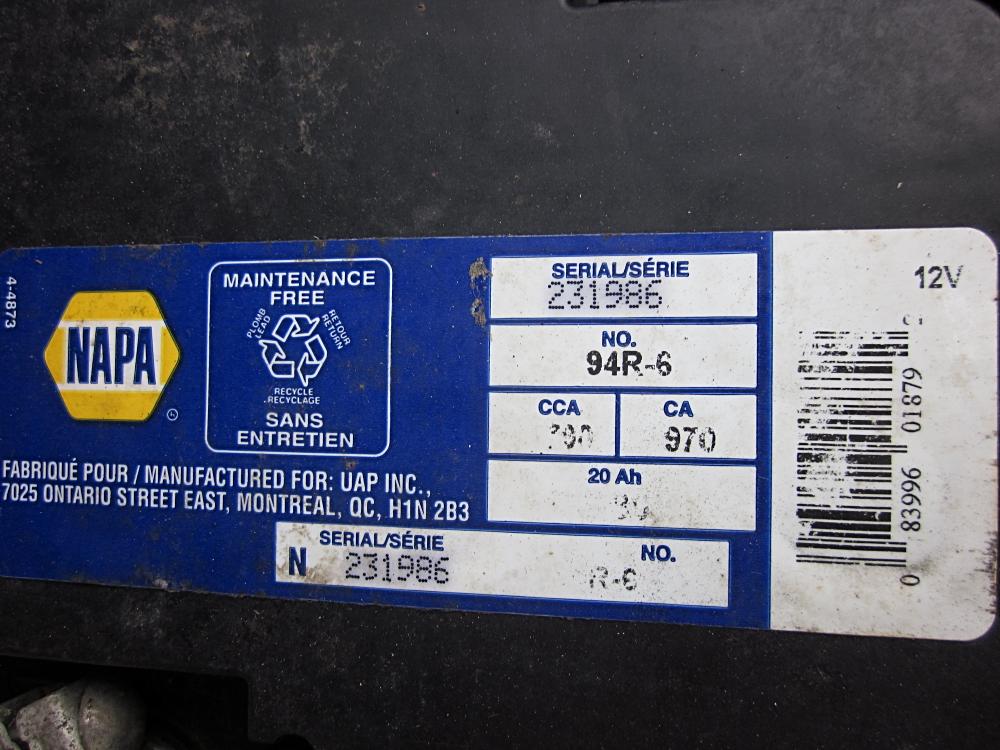 4-4873
NAPA
MAINTENANCE
FREE
PLOMB
LEAD
RETOUR
RETURN
RECYCLE
RECYCLAGE
SANS
ENTRETIEN
FABRIQUÉ POUR / MANUFACTURED FOR: UAP INC.,
7025 ONTARIO STREET EAST, MONTREAL, QC, H1N 2B3
SERIAL/SÉRIE
231986
NO.
94R-6
CCA
CA
970
20 Ah
N
SERIAL/SÉRIE
231986
NO.
R-6
12V
0 83996 01879